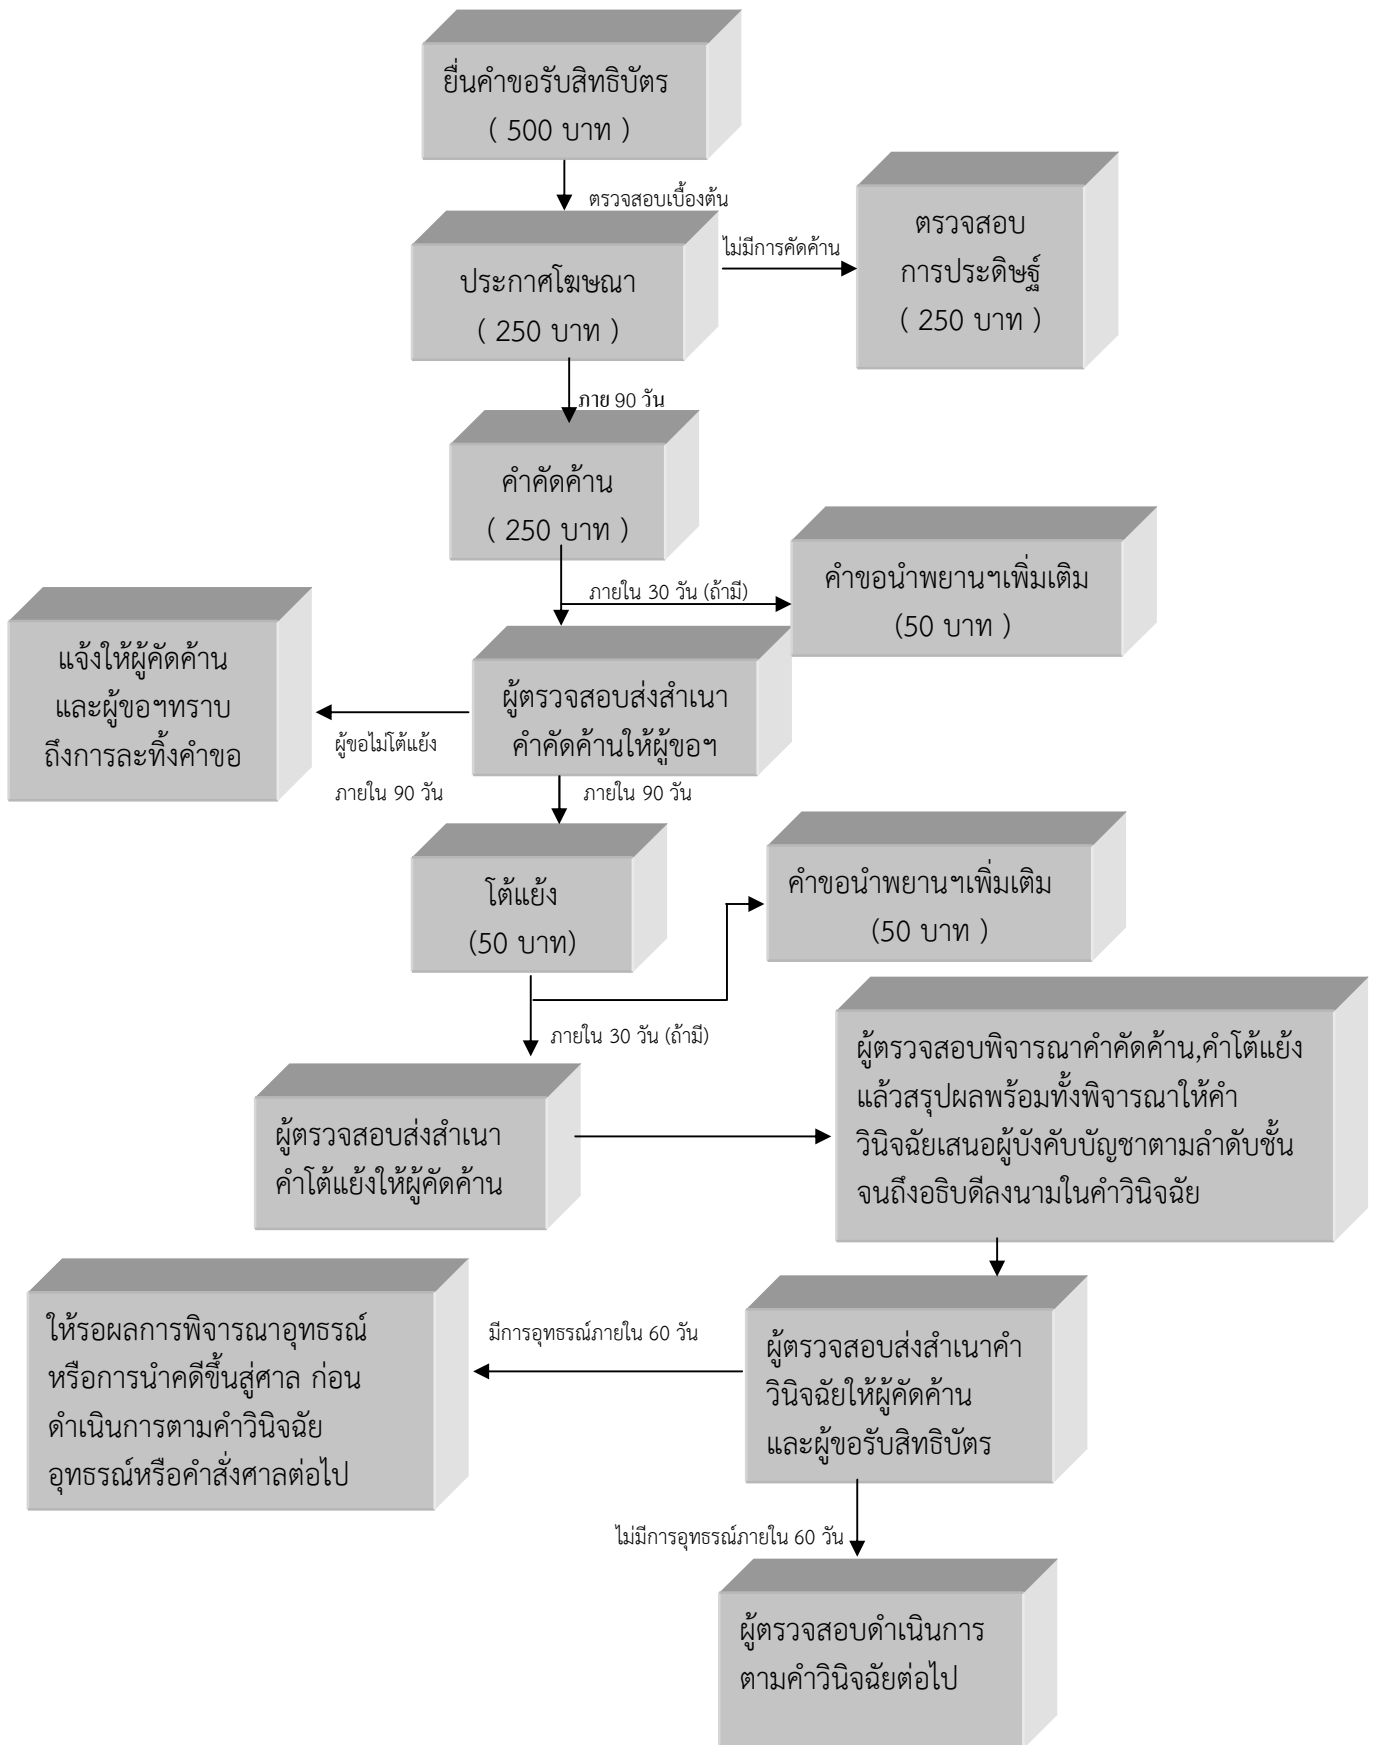 ยื่นคำขอรับสิทธิบัตร
( 500 บาท )
ตรวจสอบเบื้องต้น
ตรวจสอบ
การประดิษฐ์
( 250 บาท )
ไม่มีการคัดค้าน
ประกาศโฆษณา
( 250 บาท )
ภาย 90 วัน
คำคัดค้าน
( 250 บาท )
ภายใน 30 วัน (ถ้ามี)
คำขอนำพยานฯเพิ่มเติม
(50 บาท )
แจ้งให้ผู้คัดค้าน
และผู้ขอฯทราบ
ถึงการละทิ้งคำขอ
ผู้ตรวจสอบส่งสำเนา
คำคัดค้านให้ผู้ขอฯ
ผู้ขอไม่โต้แย้ง
ภายใน 90 วัน
ภายใน 90 วัน
โต้แย้ง
(50 บาท)
คำขอนำพยานฯเพิ่มเติม
(50 บาท )
ภายใน 30 วัน (ถ้ามี)
ผู้ตรวจสอบส่งสำเนา
คำโต้แย้งให้ผู้คัดค้าน
ผู้ตรวจสอบพิจารณาคำคัดค้าน,คำโต้แย้ง
แล้วสรุปผลพร้อมทั้งพิจารณาให้คำ
วินิจฉัยเสนอผู้บังคับบัญชาตามลำดับชั้น
จนถึงอธิบดีลงนามในคำวินิจฉัย
ให้รอผลการพิจารณาอุทธรณ์
หรือการนำคดีขึ้นสู่ศาล ก่อน
ดำเนินการตามคำวินิจฉัย
อุทธรณ์หรือคำสั่งศาลต่อไป
มีการอุทธรณ์ภายใน 60 วัน
ผู้ตรวจสอบส่งสำเนาคำ
วินิจฉัยให้ผู้คัดค้าน
และผู้ขอรับสิทธิบัตร
ไม่มีการอุทธรณ์ภายใน 60 วัน
ผู้ตรวจสอบดำเนินการ
ตามคำวินิจฉัยต่อไป